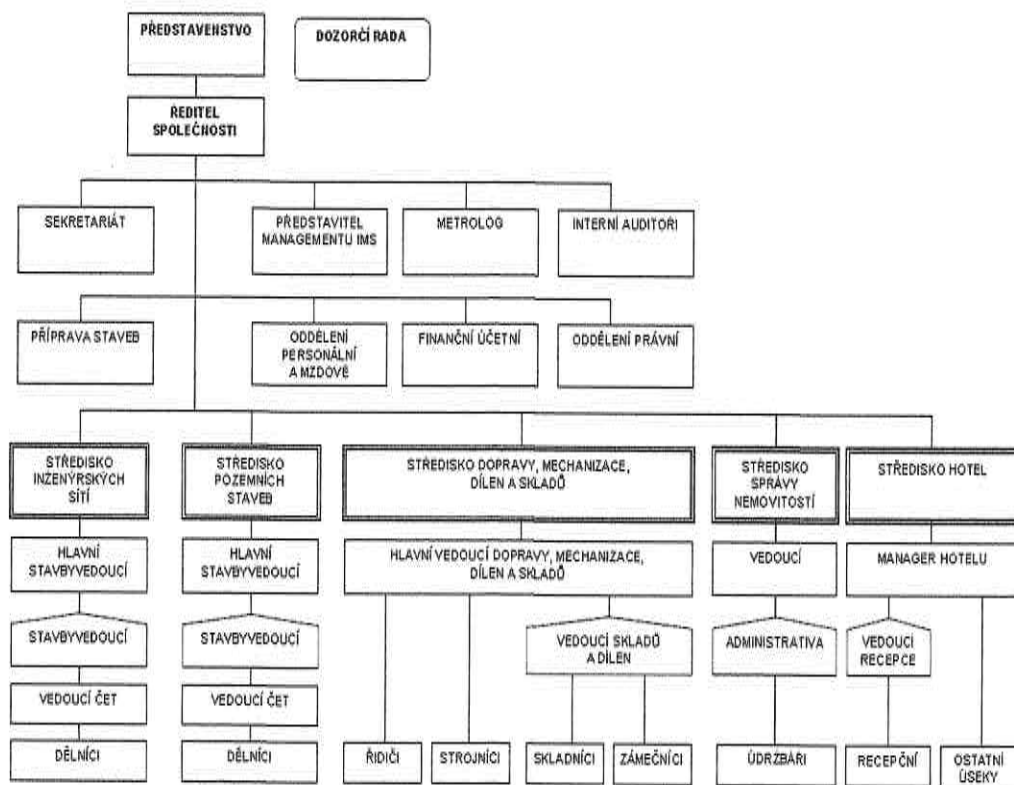 PŘEDSTAVENSTVO
DOZORČÍ RADA
ŘEDITEL
SPOLEČNOSTI
SEKRETARIÁT
PŘEDSTAVITEL
MANAGEMENTU IMS
METROLOG
INTERNÍ AUDITOŘI
PŘÍPRAVA STAVEB
ODDĚLENÍ
PERSONÁLNÍ
A MZDOVÉ
FINANČNÍ ÚČETNÍ
ODDĚLENÍ PRÁVNÍ
STŘEDISKO
INŽENÝRSKÝCH
SÍTÍ
STŘEDISKO
POZEMNÍCH
STAVEB
STŘEDISKO DOPRAVY, MECHANIZACE,
DÍLEN A SKLADŮ
STŘEDISKO
SPRÁVY
NEMOVITOSTÍ
STŘEDISKO HOTEL
HLAVNÍ
STAVBYVEDOUCÍ
HLAVNÍ
STAVBYVEDOUCÍ
HLAVNÍ VEDOUCÍ DOPRAVY, MECHANIZACE,
DÍLEN A SKLADŮ
VEDOUCÍ
MANAGER HOTELU
STAVBYVEDOUCÍ
STAVBYVEDOUCÍ
VEDOUCÍ SKLADŮ
A DÍLEN
ADMINISTRATIVA
VEDOUCÍ
RECEPCE
VEDOUCÍ ČET
VEDOUCÍ ČET
DĚLNÍCI
DĚLNÍCI
ŘIDIČI
STROJNÍCI
SKLADNÍCI
ZÁMEČNÍCI
ÚDRŽBÁŘI
RECEPČNÍ
OSTATNÍ
ÚSEKY